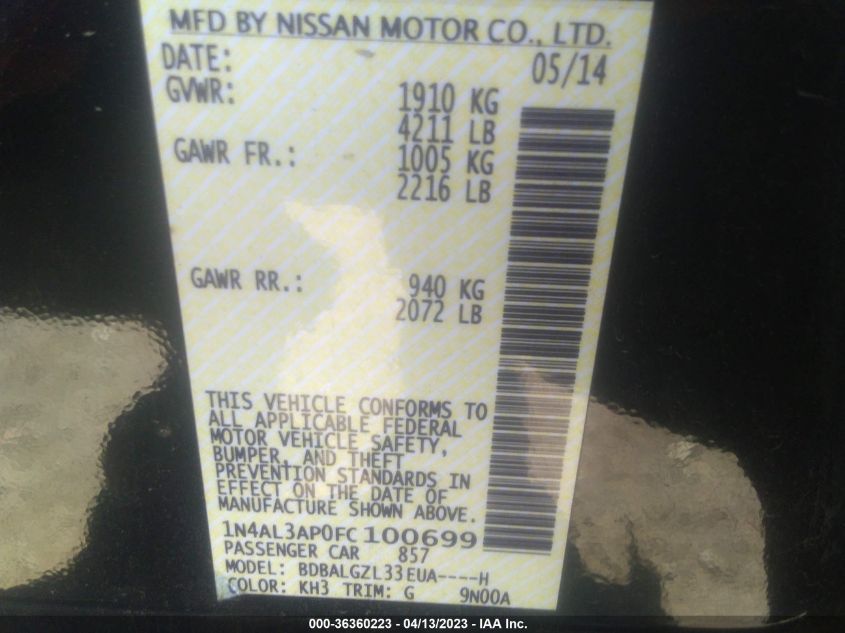 MFD BY NISSAN MOTOR CO., LTD.
DATE: 05/14
GVWR: 1910 KG
4211 LB
GAWR FR.: 1005 KG
2216 LB
GAWR RR.: 940 KG
2072 LB
THIS VEHICLE CONFORMS TO
ALL APPLICABLE FEDERAL
MOTOR VEHICLE SAFETY,
BUMPER, AND THEFT
PREVENTION STANDARDS IN
EFFECT ON THE DATE OF
MANUFACTURE SHOWN ABOVE.
1N4AL3AP0FC100699
PASSENGER CAR 857
MODEL: BDBALGZL33EUA----H
COLOR: KH3 TRIM: G 9N00A
000-36360223 - 04/13/2023 - IAA Inc.